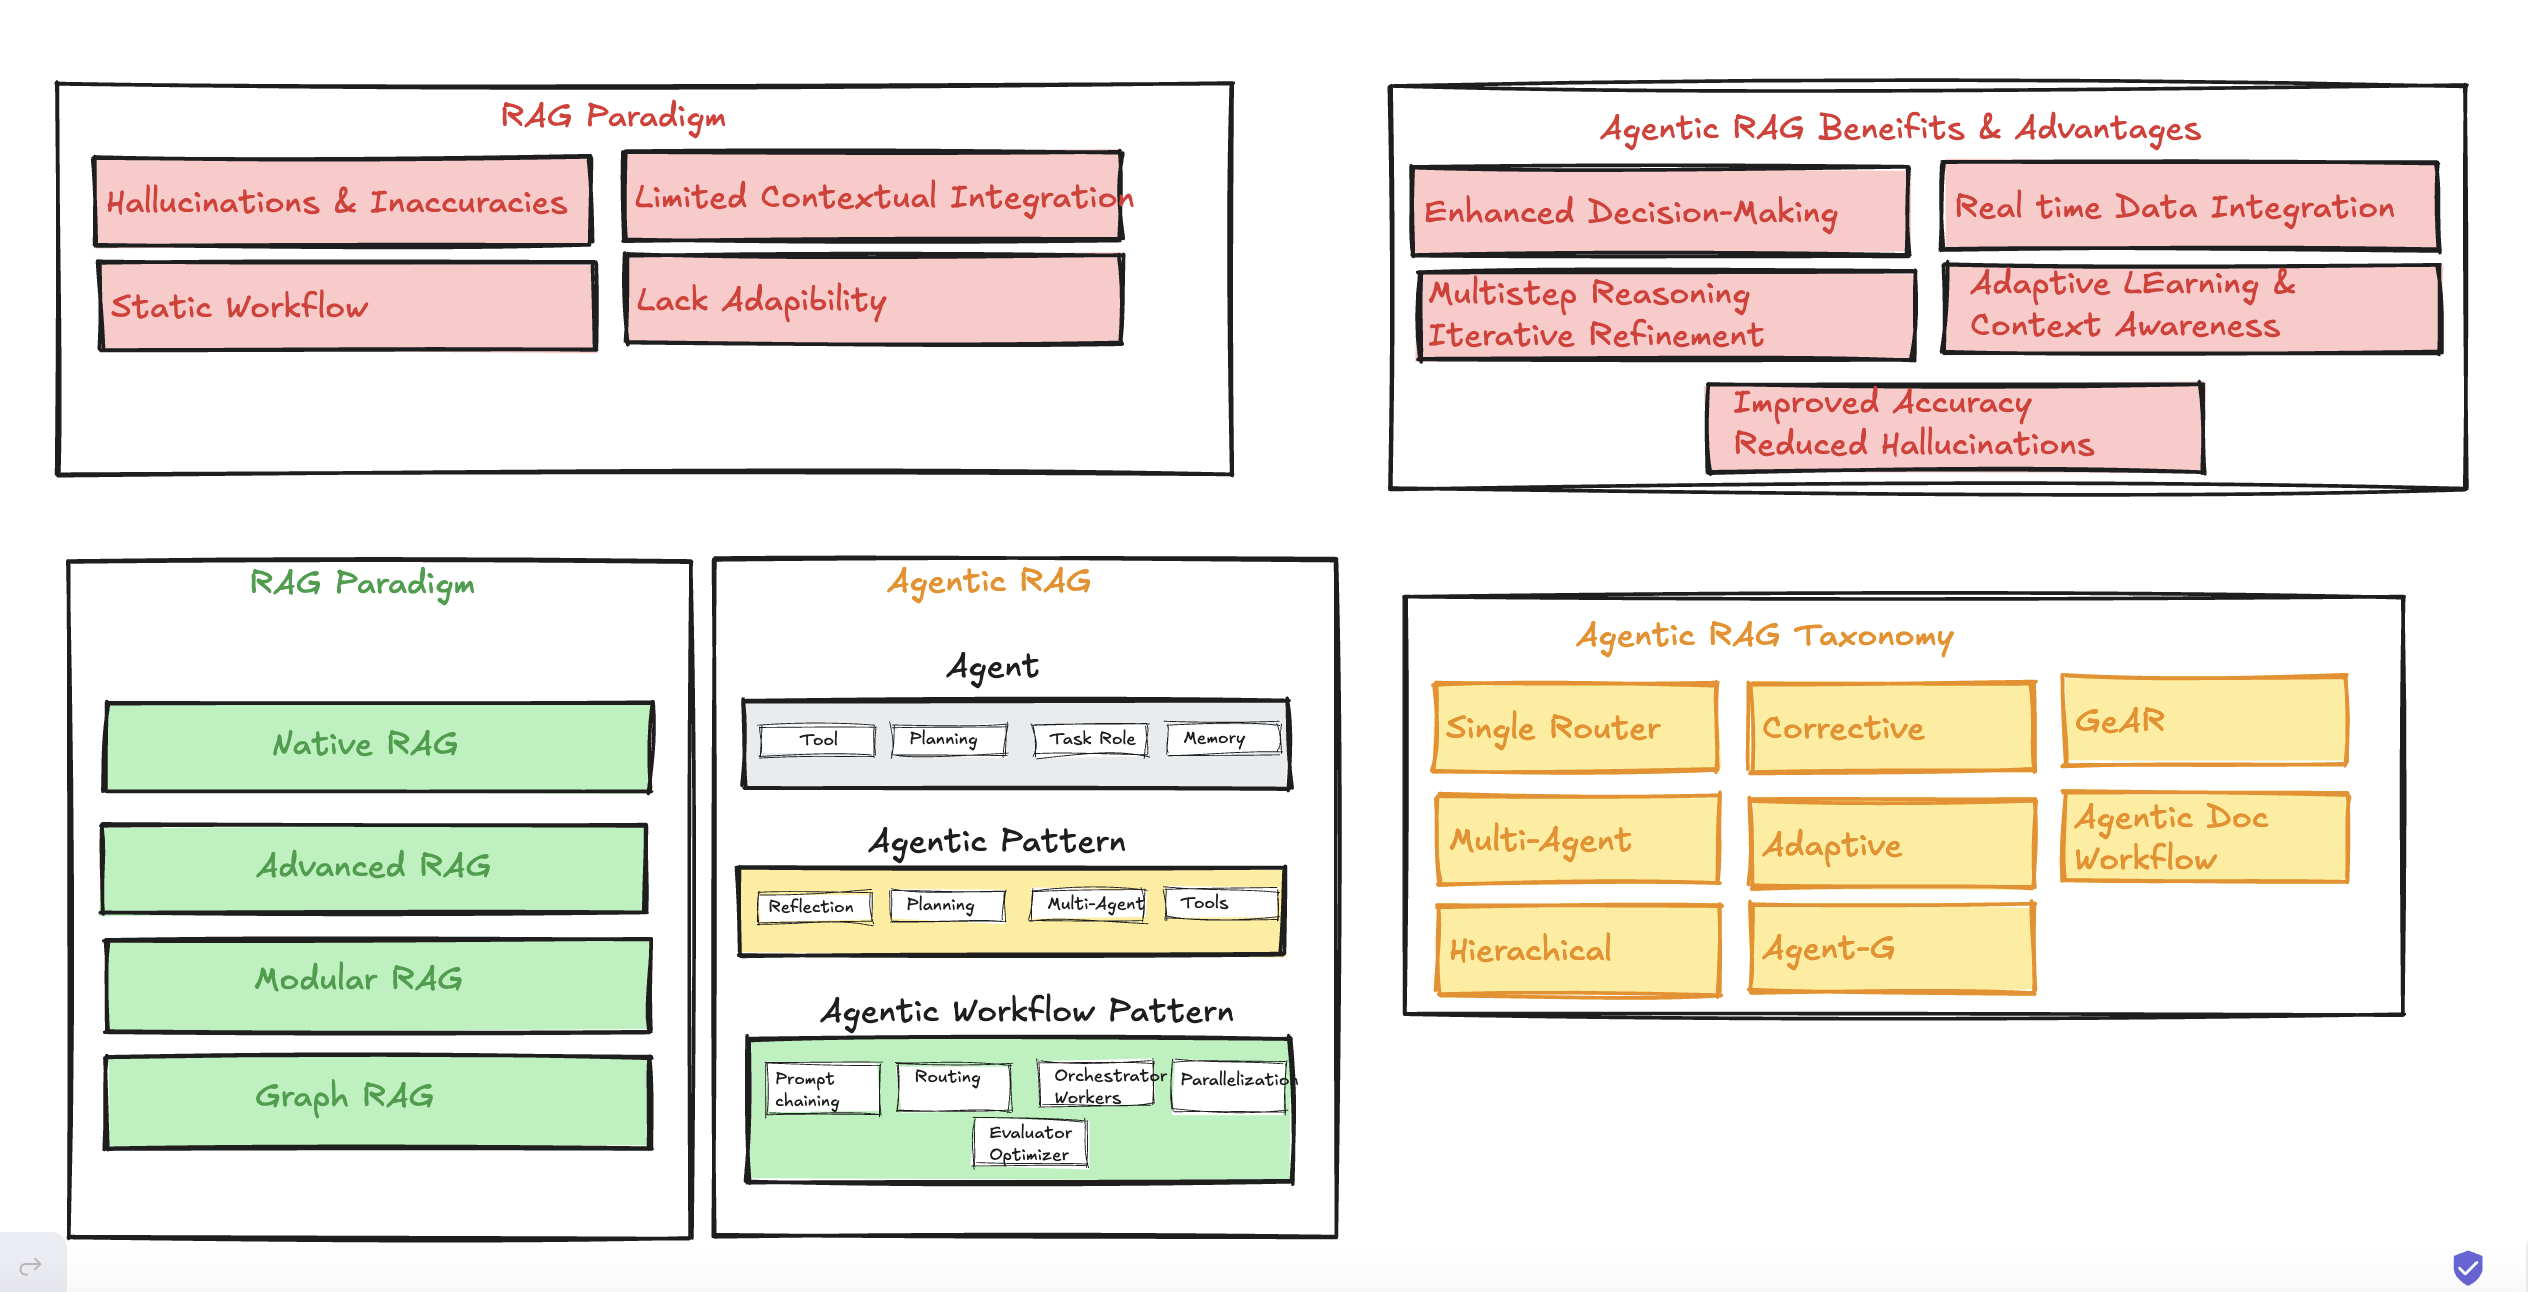 RAG Paradigm
Hallucinations & Inaccuracies
Limited Contextual Integration
Static Workflow
Lack Adapibility
Agentic RAG Beneifits & Advantages
Enhanced Decision-Making
Real time Data Integration
Multistep Reasoning
Iterative Refinement
Adaptive LEarning &
Context Awareness
Improved Accuracy
Reduced Hallucinations
RAG Paradigm
Native RAG
Advanced RAG
Modular RAG
Graph RAG
Agentic RAG
Agent
Tool
Planning
Task Role
Memory
Agentic Pattern
Reflection
Planning
Multi-Agent
Tools
Agentic Workflow Pattern
Prompt
chaining
Routing
Orchestrator
Workers
Parallelization
Evaluator
Optimizer
Agentic RAG Taxonomy
Single Router
Corrective
GeAR
Multi-Agent
Adaptive
Agentic Doc
Workflow
Hierachical
Agent-G